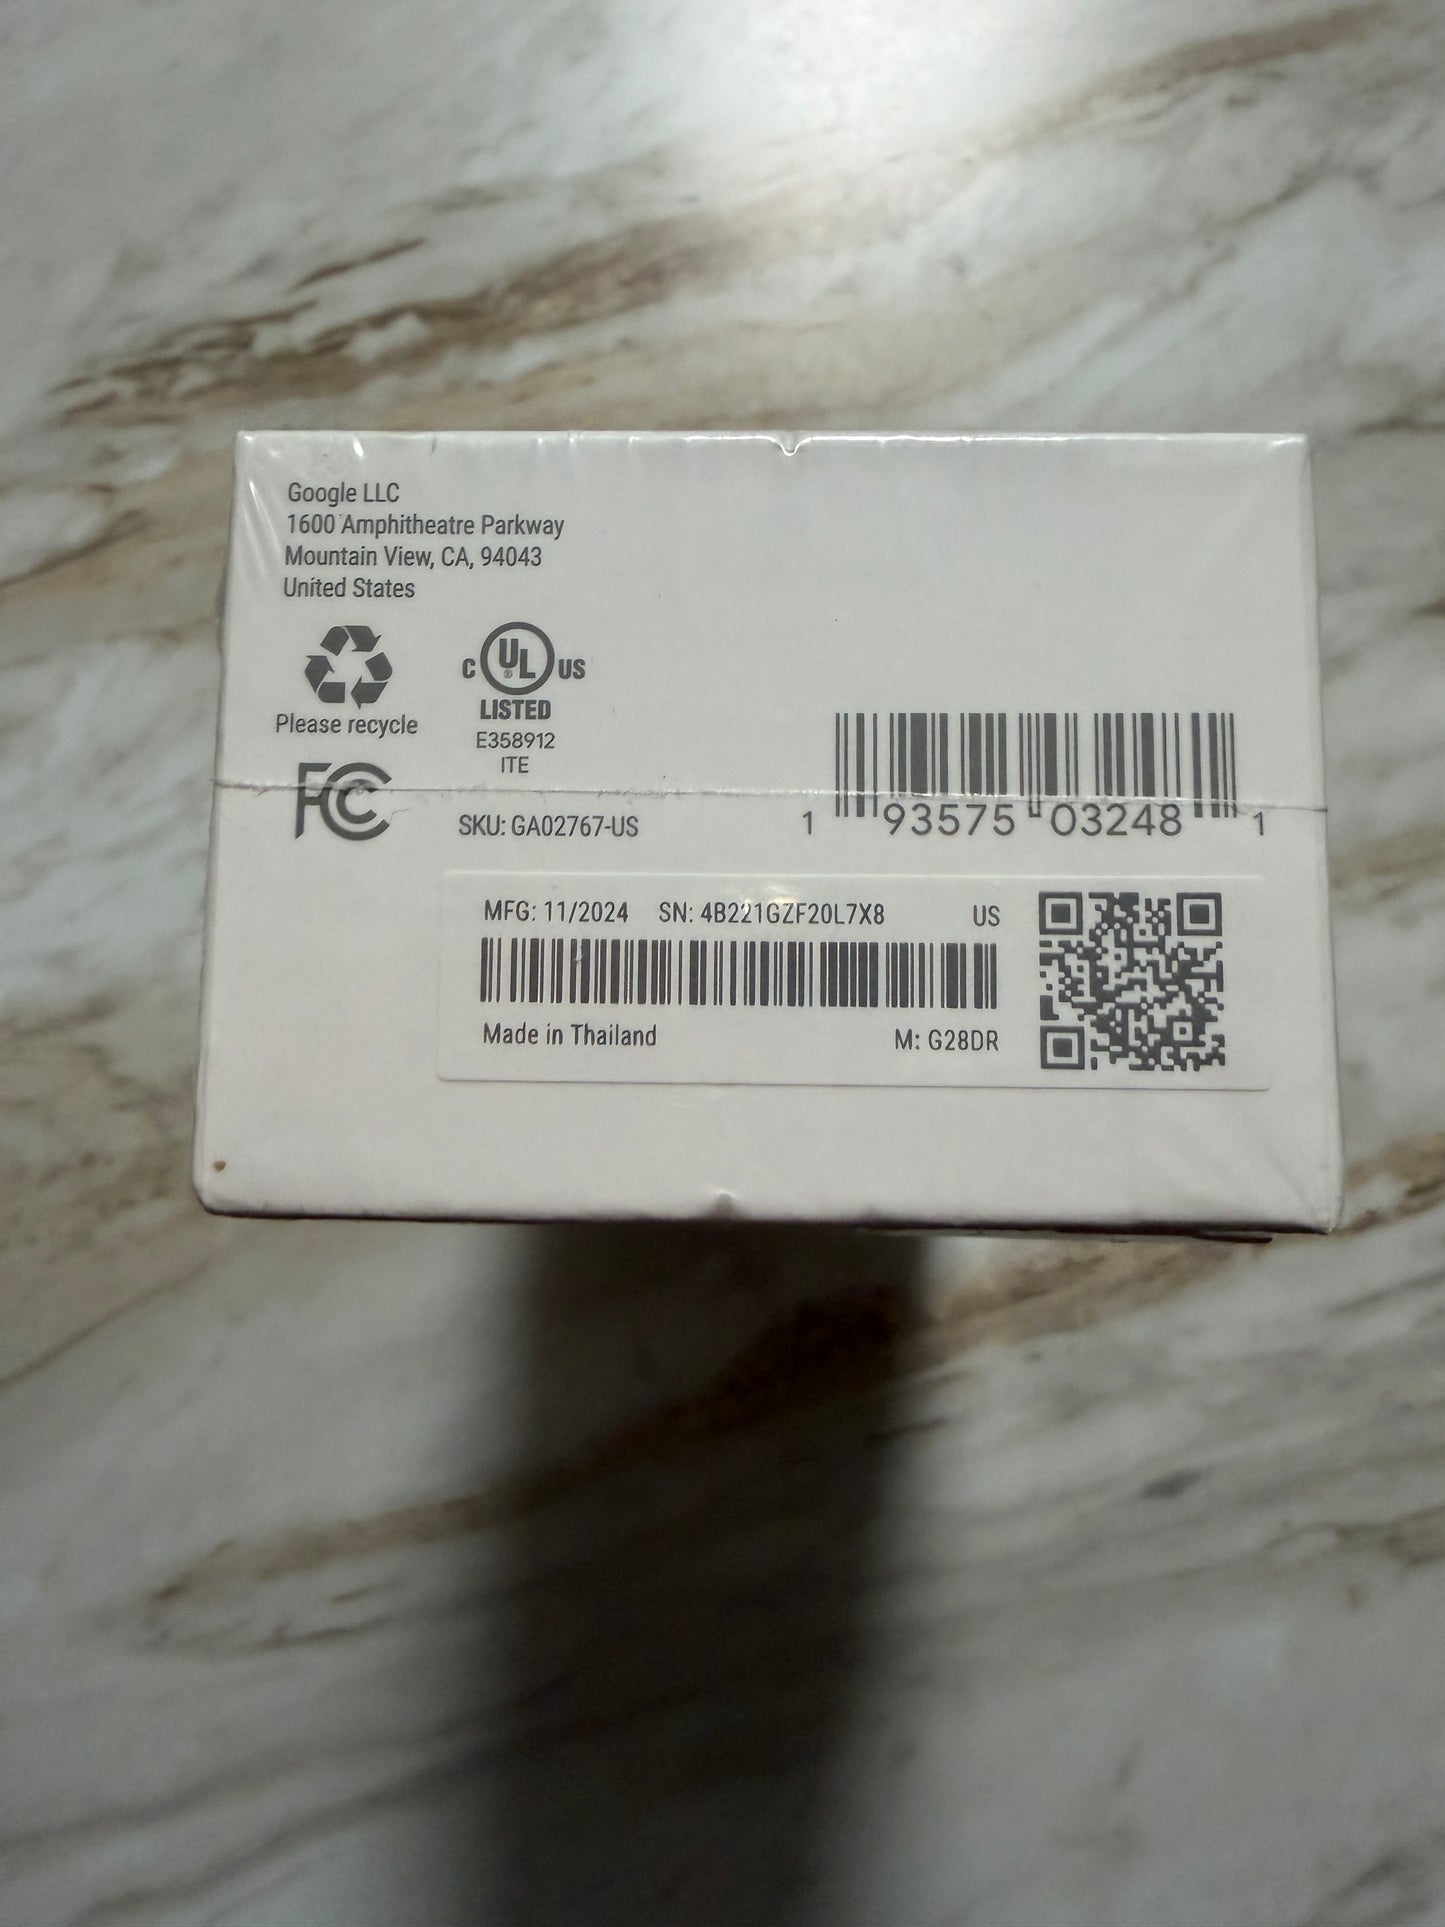 Google LLC
1600 Amphitheatre Parkway
Mountain View, CA, 94043
United States
Please recycle
C UL® US
LISTED
E358912
ITE
FCC
SKU: GA02767-US
1 93575 03248 1
MFG: 11/2024 SN: 4B221GZF20L7X8 US
Made in Thailand M: G28DR